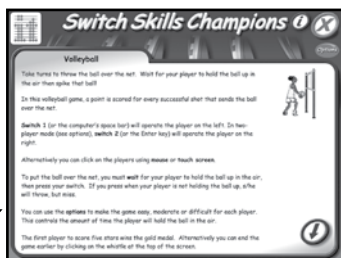 Switch Skills Champions
Volleyball
Take turns to throw the ball over the net. Wait for your player to hold the ball up in
the air then spike that ball!
In this volleyball game, a point is scored for every successful shot that sends the ball
over the net.
Switch 1 (or the computer's space bar) will operate the player on the left. In two-
player mode (see options), switch 2 (or the Enter key) will operate the player on the
right.
Alternatively you can click on the players using mouse or touch screen.
To put the ball over the net, you must wait for your player to hold the ball up in the air,
then press your switch. If you press when your player is not holding the ball up, s/he
will throw, but miss.
You can use the options to make the game easy, moderate or difficult for each player.
This controls the amount of time the player will hold the ball in the air.
The first player to score five stars wins the gold medal. Alternatively you can end the
game earlier by clicking on the whistle at the top of the screen.